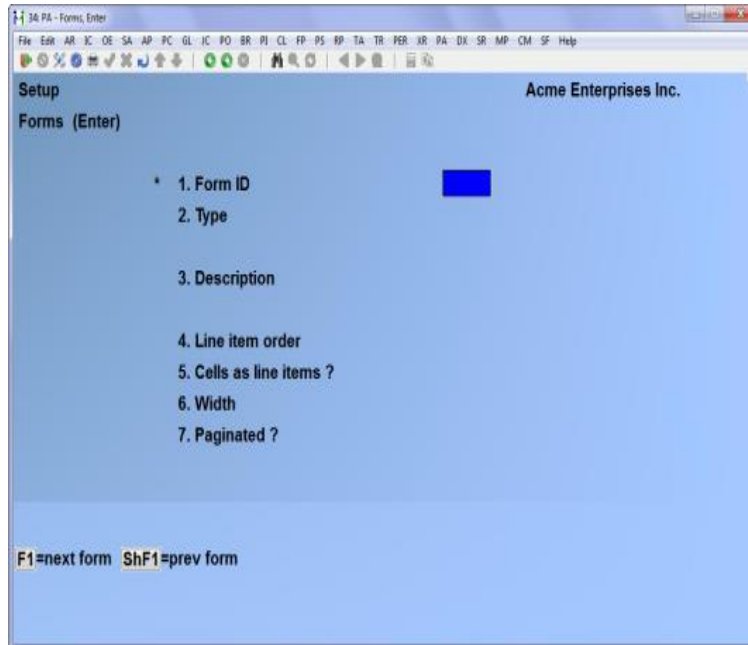 34: PA - Forms, Enter
File Edit AR IC OE SA AP PC GL JC PO BR PJ CL FP PS RP TA TR PER XR PA DX SR MP CM SF Help
Setup Acme Enterprises Inc.
Forms (Enter)
* 1. Form ID
2. Type
3. Description
4. Line item order
5. Cells as line items ?
6. Width
7. Paginated ?
F1=next form ShF1=prev form